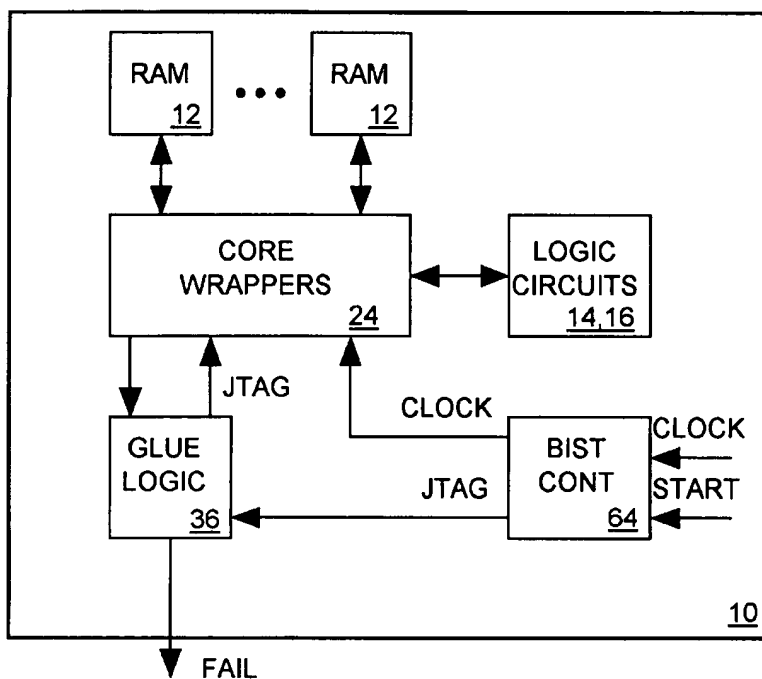 RAM
12
RAM
12
CORE
WRAPPERS
24
LOGIC
CIRCUITS
14,16
JTAG
CLOCK
GLUE
LOGIC
36
JTAG
BIST
CONT
64
CLOCK
START
10
FAIL